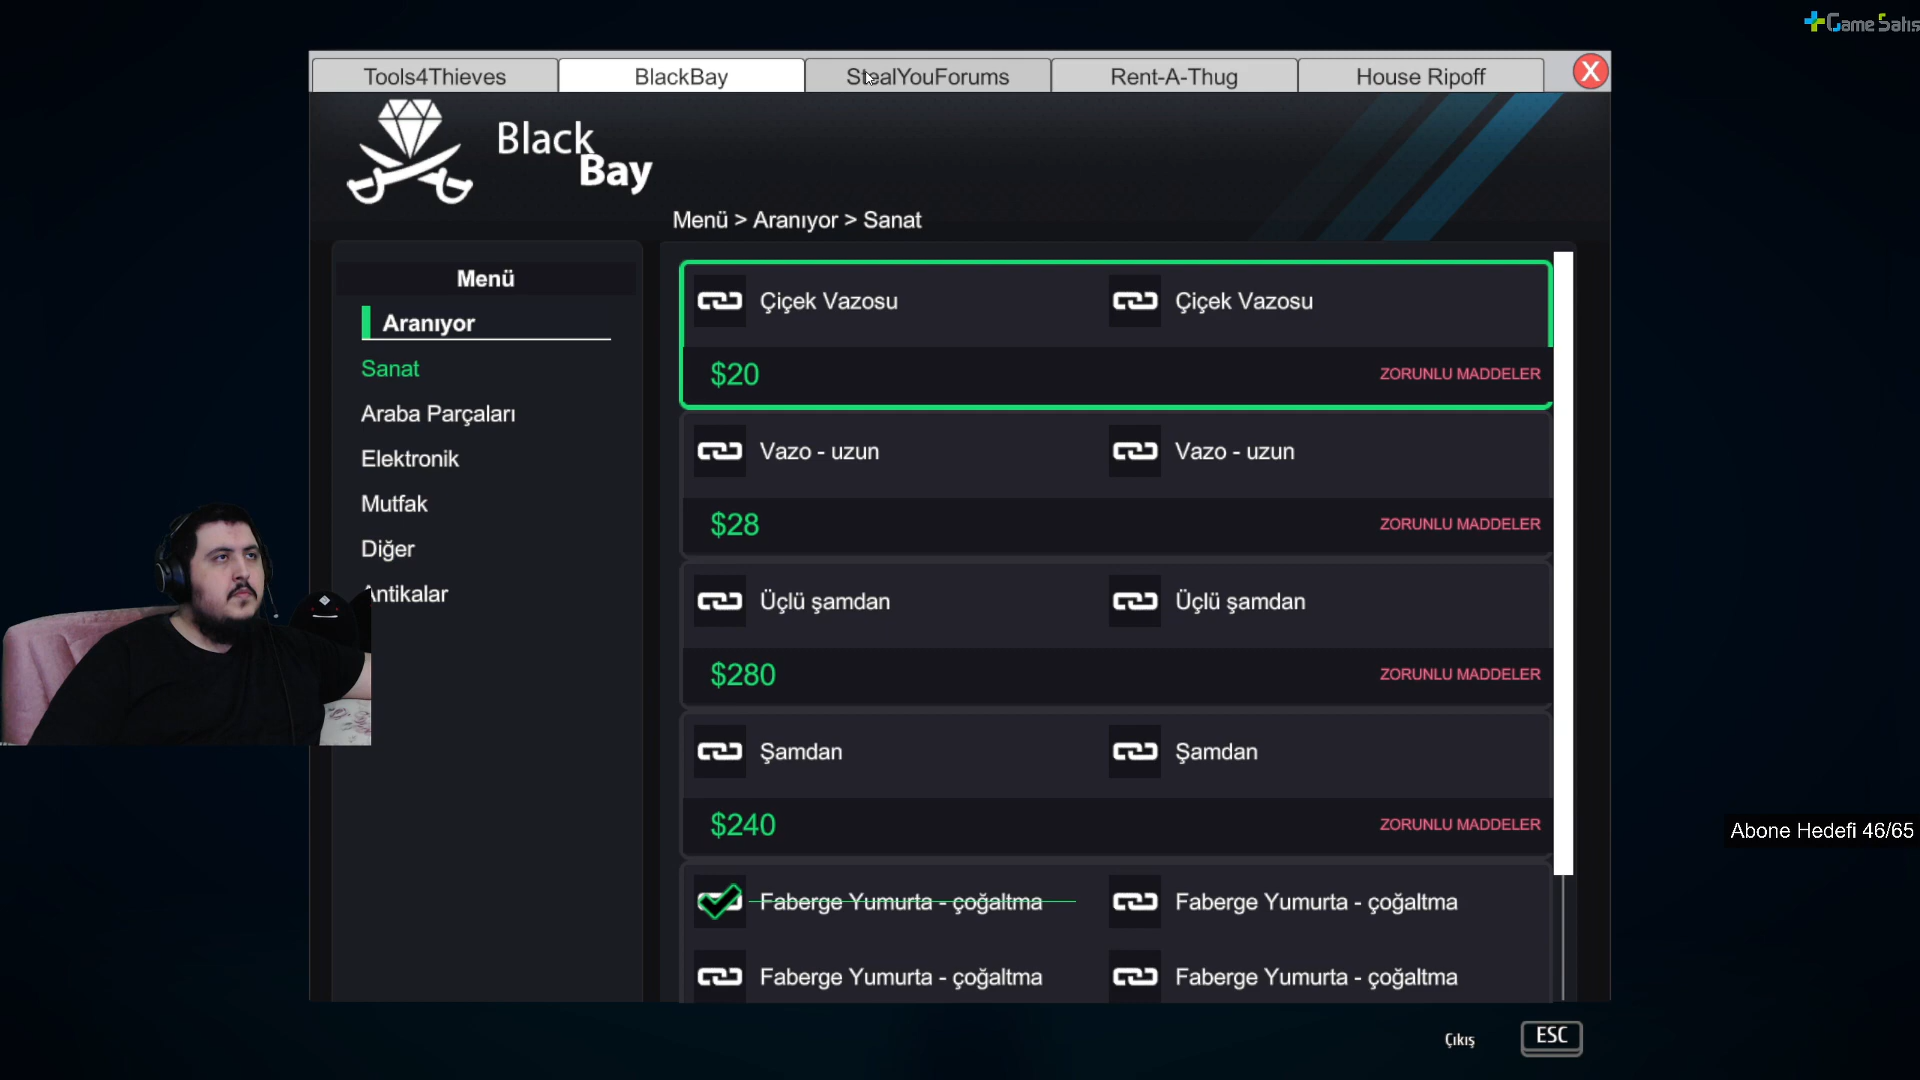 Game Satış
Tools4Thieves
BlackBay
StealYouForums
Rent-A-Thug
House Ripoff
X
Black
Bay
Menü > Aranıyor > Sanat
Menü
Aranıyor
Sanat
Araba Parçaları
Elektronik
Mutfak
Diğer
Antikalar
Çiçek Vazosu
Çiçek Vazosu
$20
ZORUNLU MADDELER
Vazo - uzun
Vazo - uzun
$28
ZORUNLU MADDELER
Üçlü şamdan
Üçlü şamdan
$280
ZORUNLU MADDELER
Şamdan
Şamdan
$240
ZORUNLU MADDELER
Faberge Yumurta - çoğaltma
Faberge Yumurta - çoğaltma
Faberge Yumurta - çoğaltma
Faberge Yumurta - çoğaltma
Abone Hedefi 46/65
Çıkış
ESC